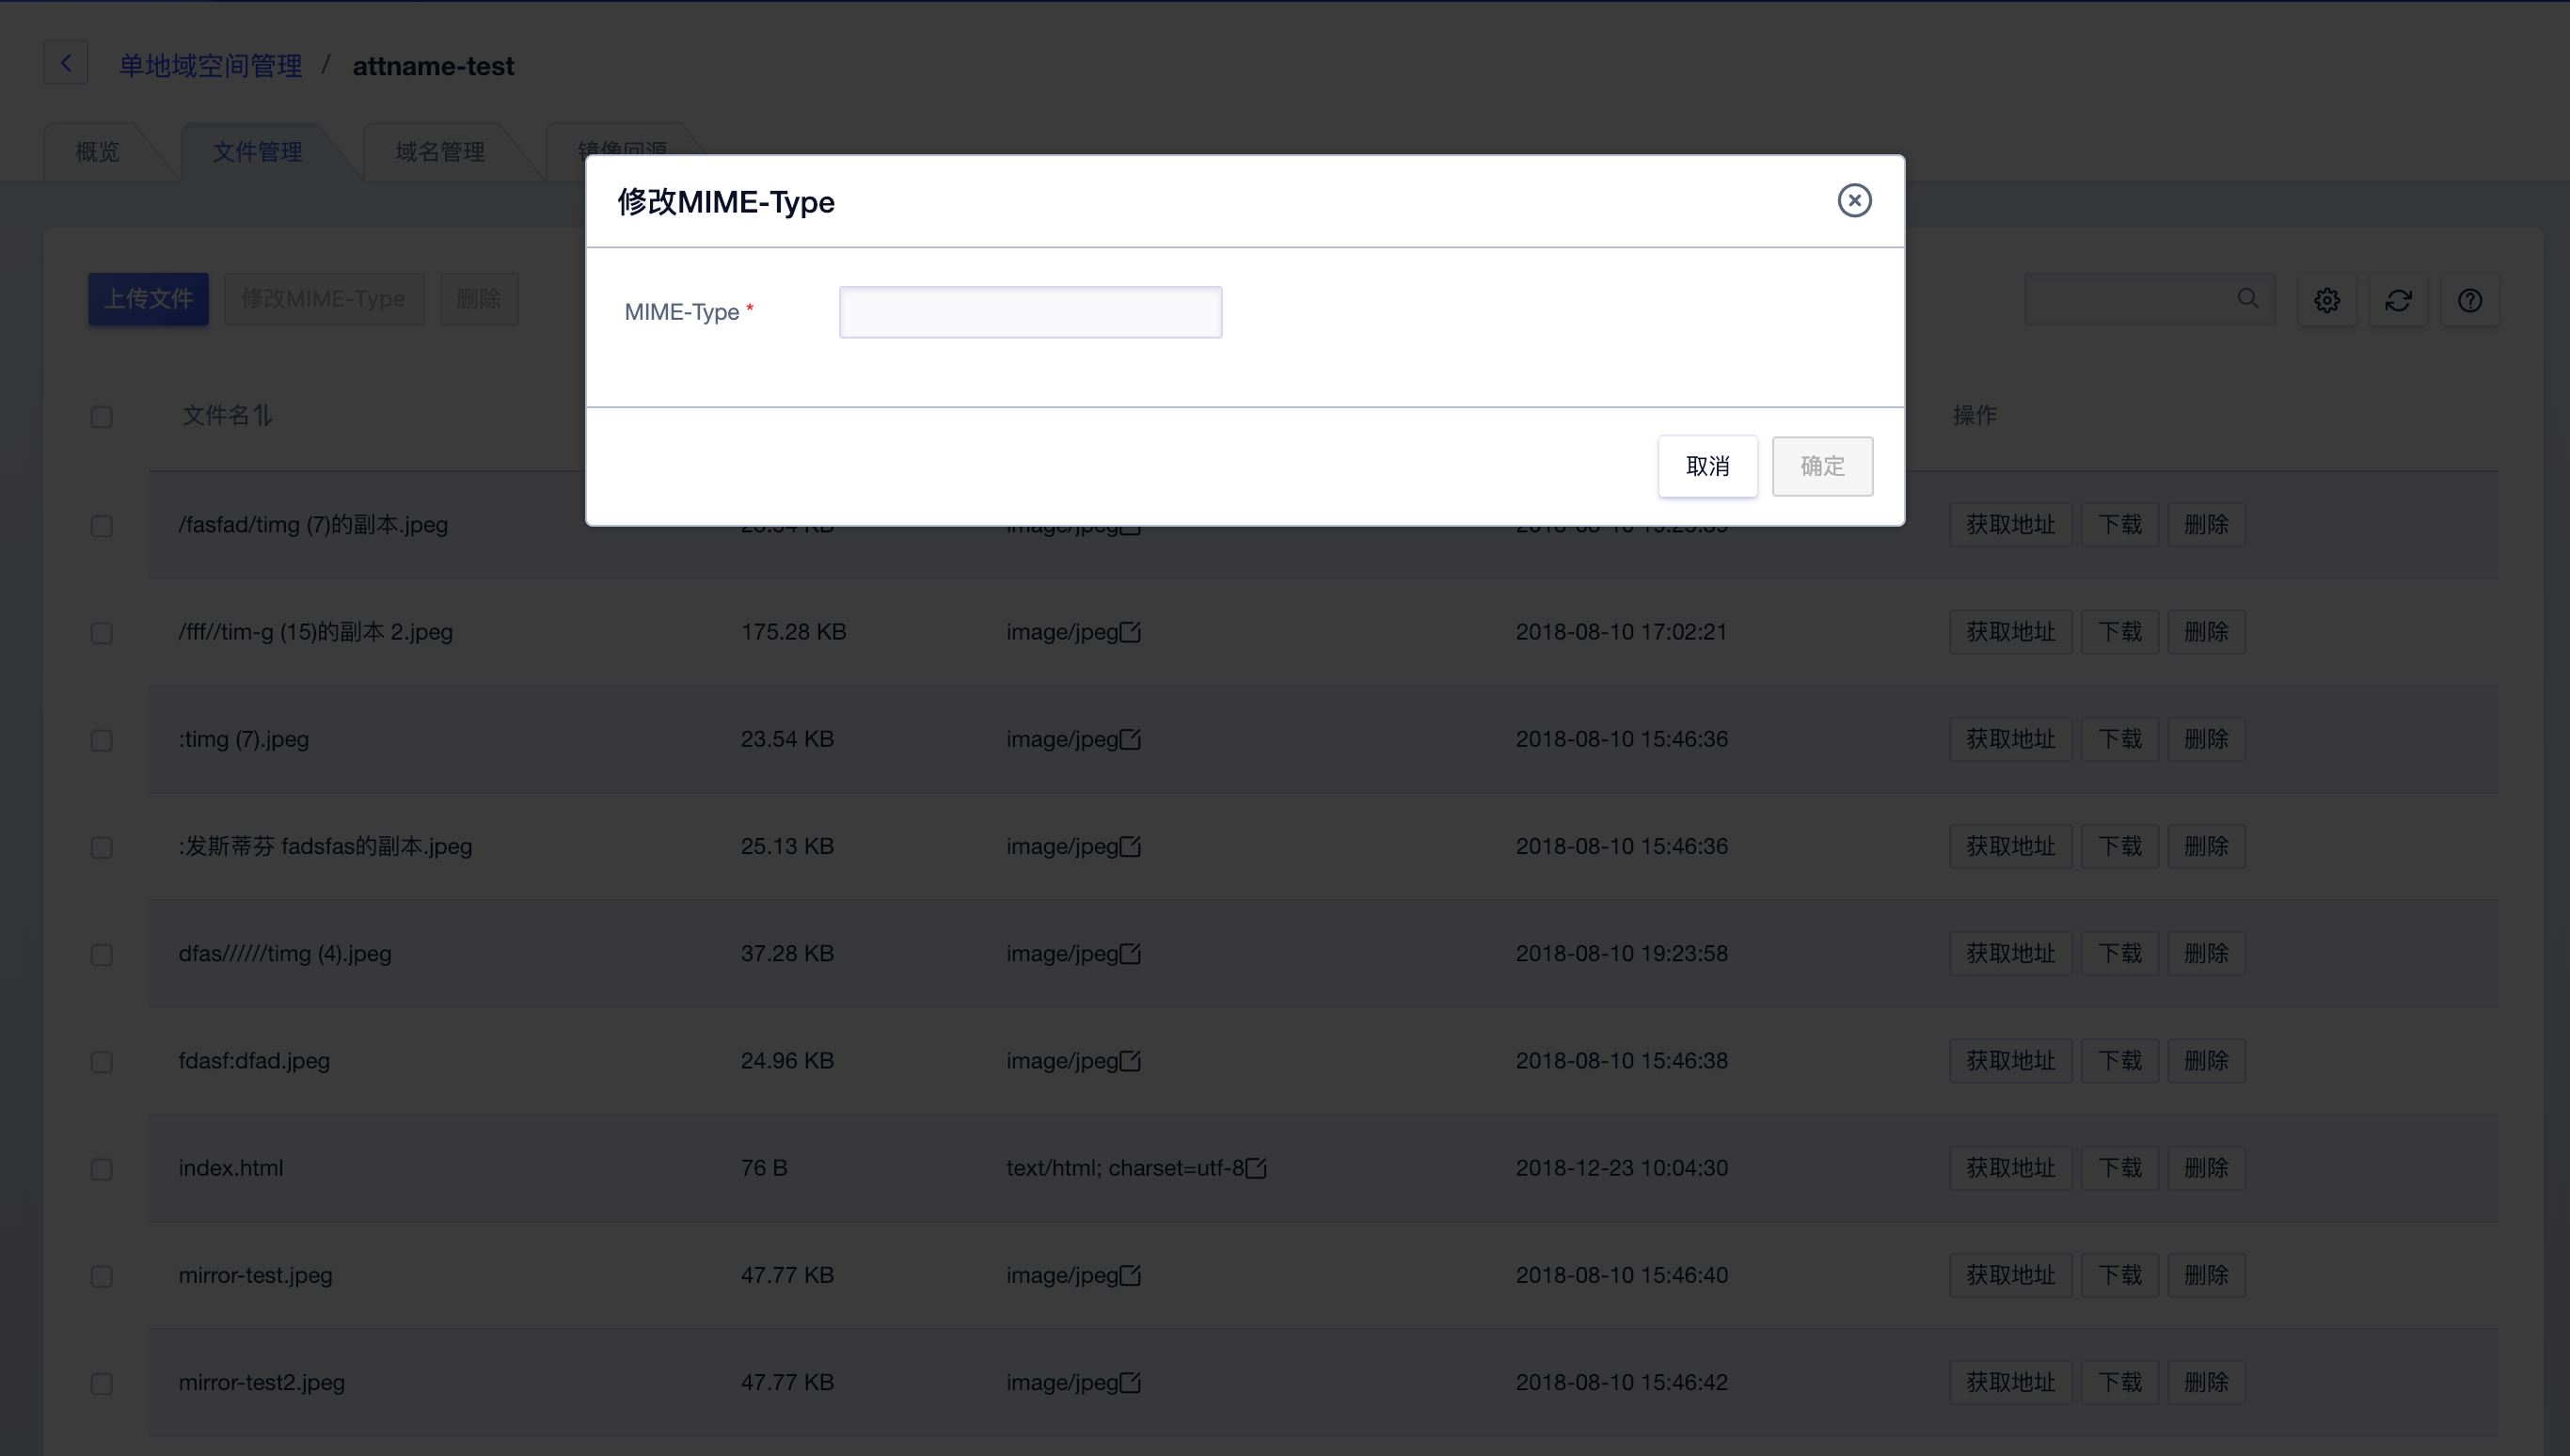 单地域空间管理 / attname-test
概览 文件管理 域名管理 镜像回源
修改MIME-Type
上传文件 修改MIME-Type 删除
MIME-Type *
文件名 操作
取消 确定
/fasfad/timg (7)的副本.jpeg image/jpeg 获取地址 下载 删除
/fff//tim-g (15)的副本 2.jpeg 175.28 KB image/jpeg 2018-08-10 17:02:21 获取地址 下载 删除
:timg (7).jpeg 23.54 KB image/jpeg 2018-08-10 15:46:36 获取地址 下载 删除
:发斯蒂芬 fadsfas的副本.jpeg 25.13 KB image/jpeg 2018-08-10 15:46:36 获取地址 下载 删除
dfas//////timg (4).jpeg 37.28 KB image/jpeg 2018-08-10 19:23:58 获取地址 下载 删除
fdasf:dfad.jpeg 24.96 KB image/jpeg 2018-08-10 15:46:38 获取地址 下载 删除
index.html 76 B text/html; charset=utf-8 2018-12-23 10:04:30 获取地址 下载 删除
mirror-test.jpeg 47.77 KB image/jpeg 2018-08-10 15:46:40 获取地址 下载 删除
mirror-test2.jpeg 47.77 KB image/jpeg 2018-08-10 15:46:42 获取地址 下载 删除